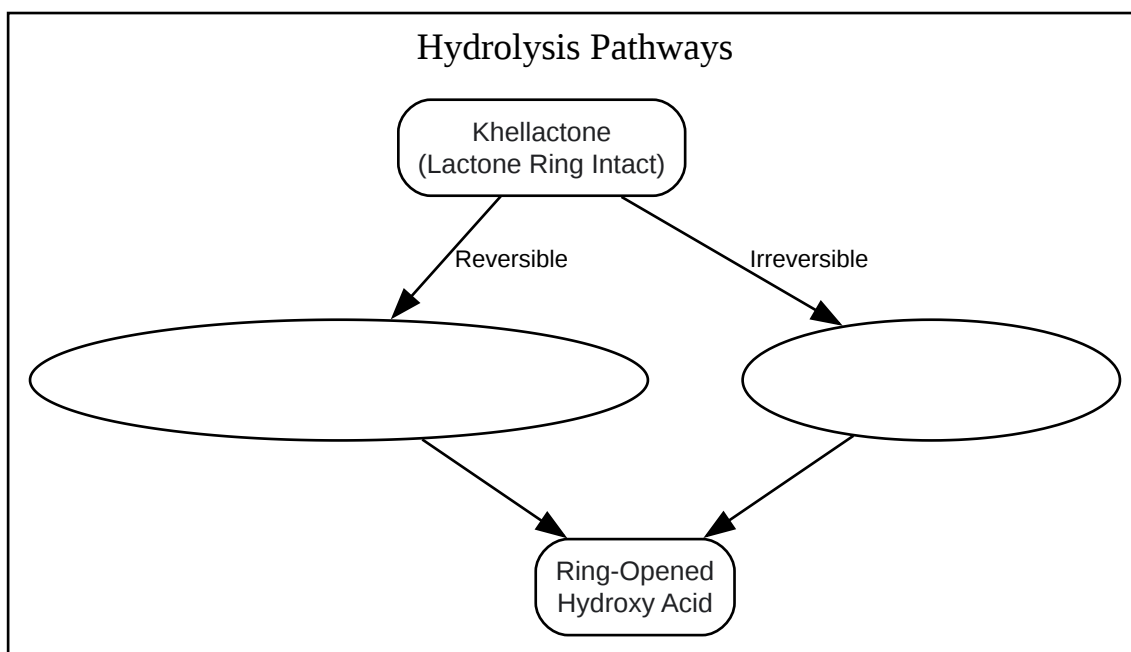 Hydrolysis Pathways
Khellactone
(Lactone Ring Intact)
Reversible
Irreversible
Ring-Opened
Hydroxy Acid